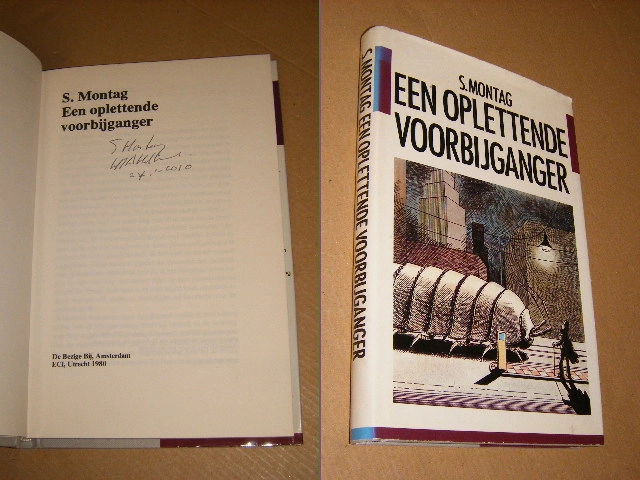 S. Montag
Een oplettende
voorbijganger
S Montag
De Bezige Bij, Amsterdam
ECI, Utrecht 1980
S. MONTAG EEN OPLETTENDE VOORBIJGANGER
S. MONTAG
EEN OPLETTENDE
VOORBIJGANGER